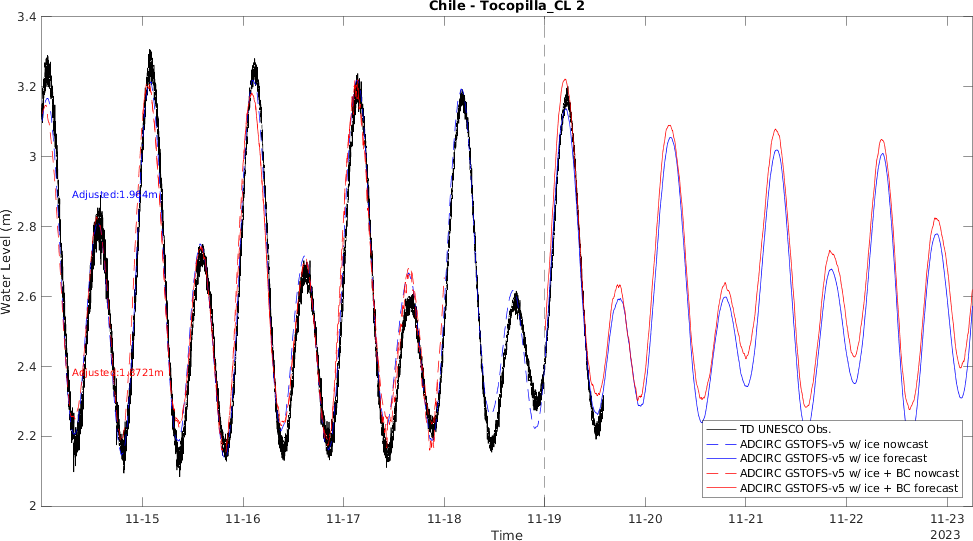 Chile - Tocopilla_CL 2
3.4
3.2
3
2.8
2.6
2.4
2.2
2
Water Level (m)
Adjusted:1.964m
Adjusted:1.8721m
TD UNESCO Obs.
ADCIRC GSTOFS-v5 w/ ice nowcast
ADCIRC GSTOFS-v5 w/ ice forecast
ADCIRC GSTOFS-v5 w/ ice + BC nowcast
ADCIRC GSTOFS-v5 w/ ice + BC forecast
11-15 11-16 11-17 11-18 11-19 11-20 11-21 11-22 11-23
Time 2023